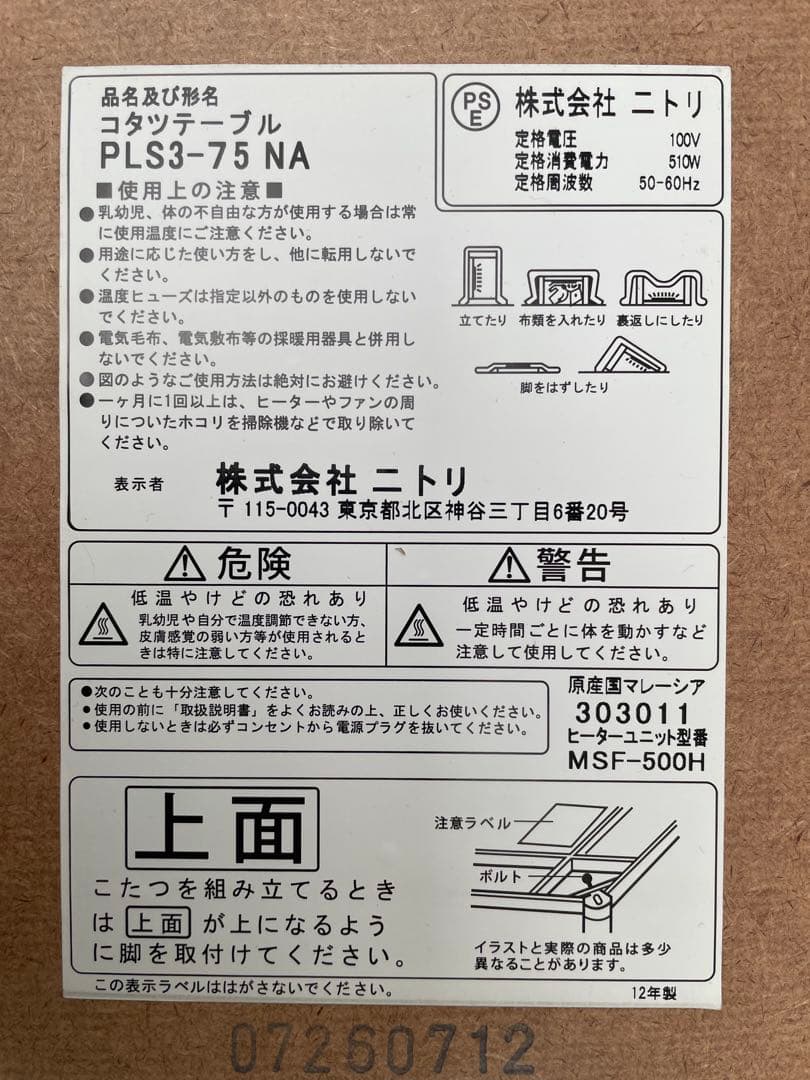 品名及び形名
コタツテーブル
PLS3-75 NA
■使用上の注意■
●乳幼児、体の不自由な方が使用する場合は常
に使用温度にご注意ください。
●用途に応じた使い方をし、他に転用しないで
ください。
●温度ヒューズは指定以外のものを使用しない
でください。
●電気毛布、電気敷布等の採暖用器具と併用し
ないでください。
●図のようなご使用方法は絶対にお避けください。
●一ヶ月に1回以上は、ヒーターやファンの周
りについたホコリを掃除機などで取り除いて
ください。
PS
E
株式会社 ニトリ
定格電圧 100V
定格消費電力 510W
定格周波数 50-60Hz
立てたり 布類を入れたり 裏返しにしたり
脚をはずしたり
表示者 株式会社 ニトリ
〒115-0043 東京都北区神谷三丁目6番20号
危険
低温やけどの恐れあり
乳幼児や自分で温度調節できない方、
皮膚感覚の弱い方等が使用されると
きは特に注意してください。
警告
低温やけどの恐れあり
一定時間ごとに体を動かすなど
注意して使用してください。
●次のことも十分注意してください。
●使用の前に「取扱説明書」をよくお読みの上、正しくお使いください。
●使用しないときは必ずコンセントから電源プラグを抜いてください。
原産国マレーシア
303011
ヒーターユニット型番
MSF-500H
上面
こたつを組み立てるとき
は 上面 が上になるよう
に脚を取付けてください。
注意ラベル
ボルト
イラストと実際の商品は多少
異なることがあります。
この表示ラベルははがさないでください。
12年製
07260712